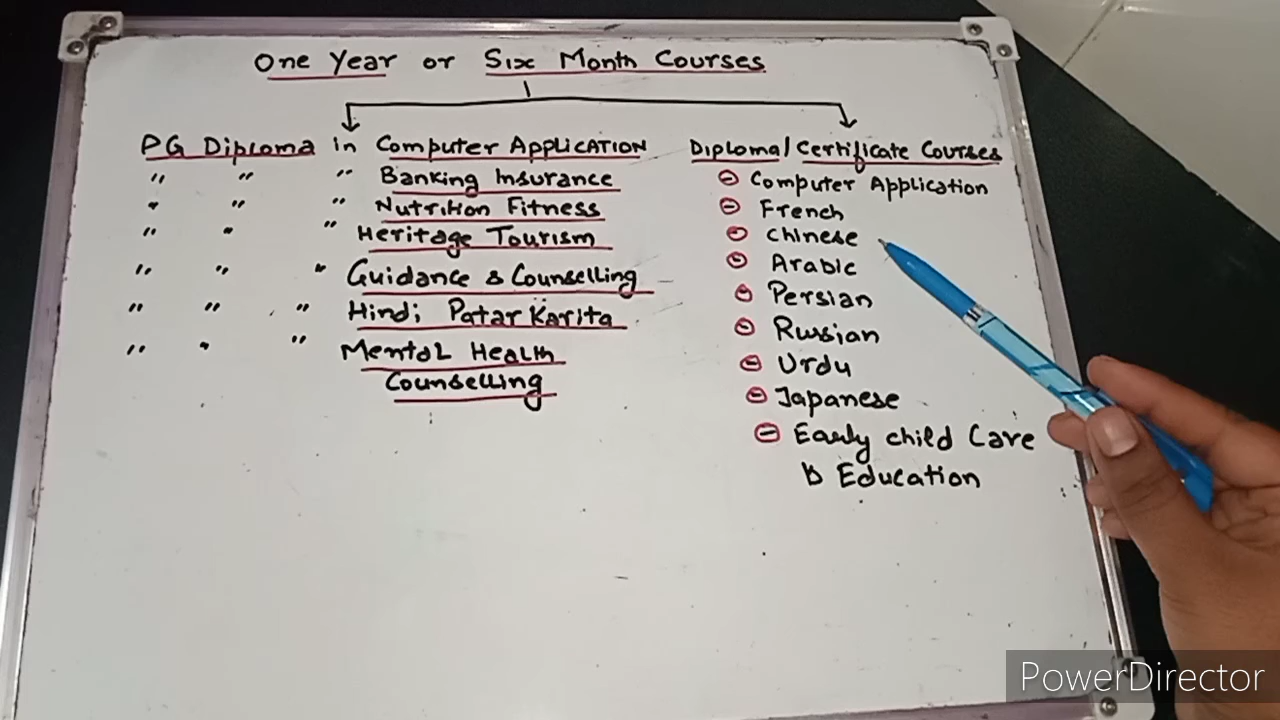 One Year or Six Month Courses
PG Diploma in Computer Application
" " " Banking Insurance
" " " Nutrition Fitness
" " " Heritage Tourism
" " " Guidance & Counselling
" " " Hindi Patarkarita
" " " Mental Health
Counselling
Diploma/Certificate Courses
Computer Application
French
Chinese
Arabic
Persian
Russian
Urdu
Japanese
Early child Care
& Education
PowerDirector